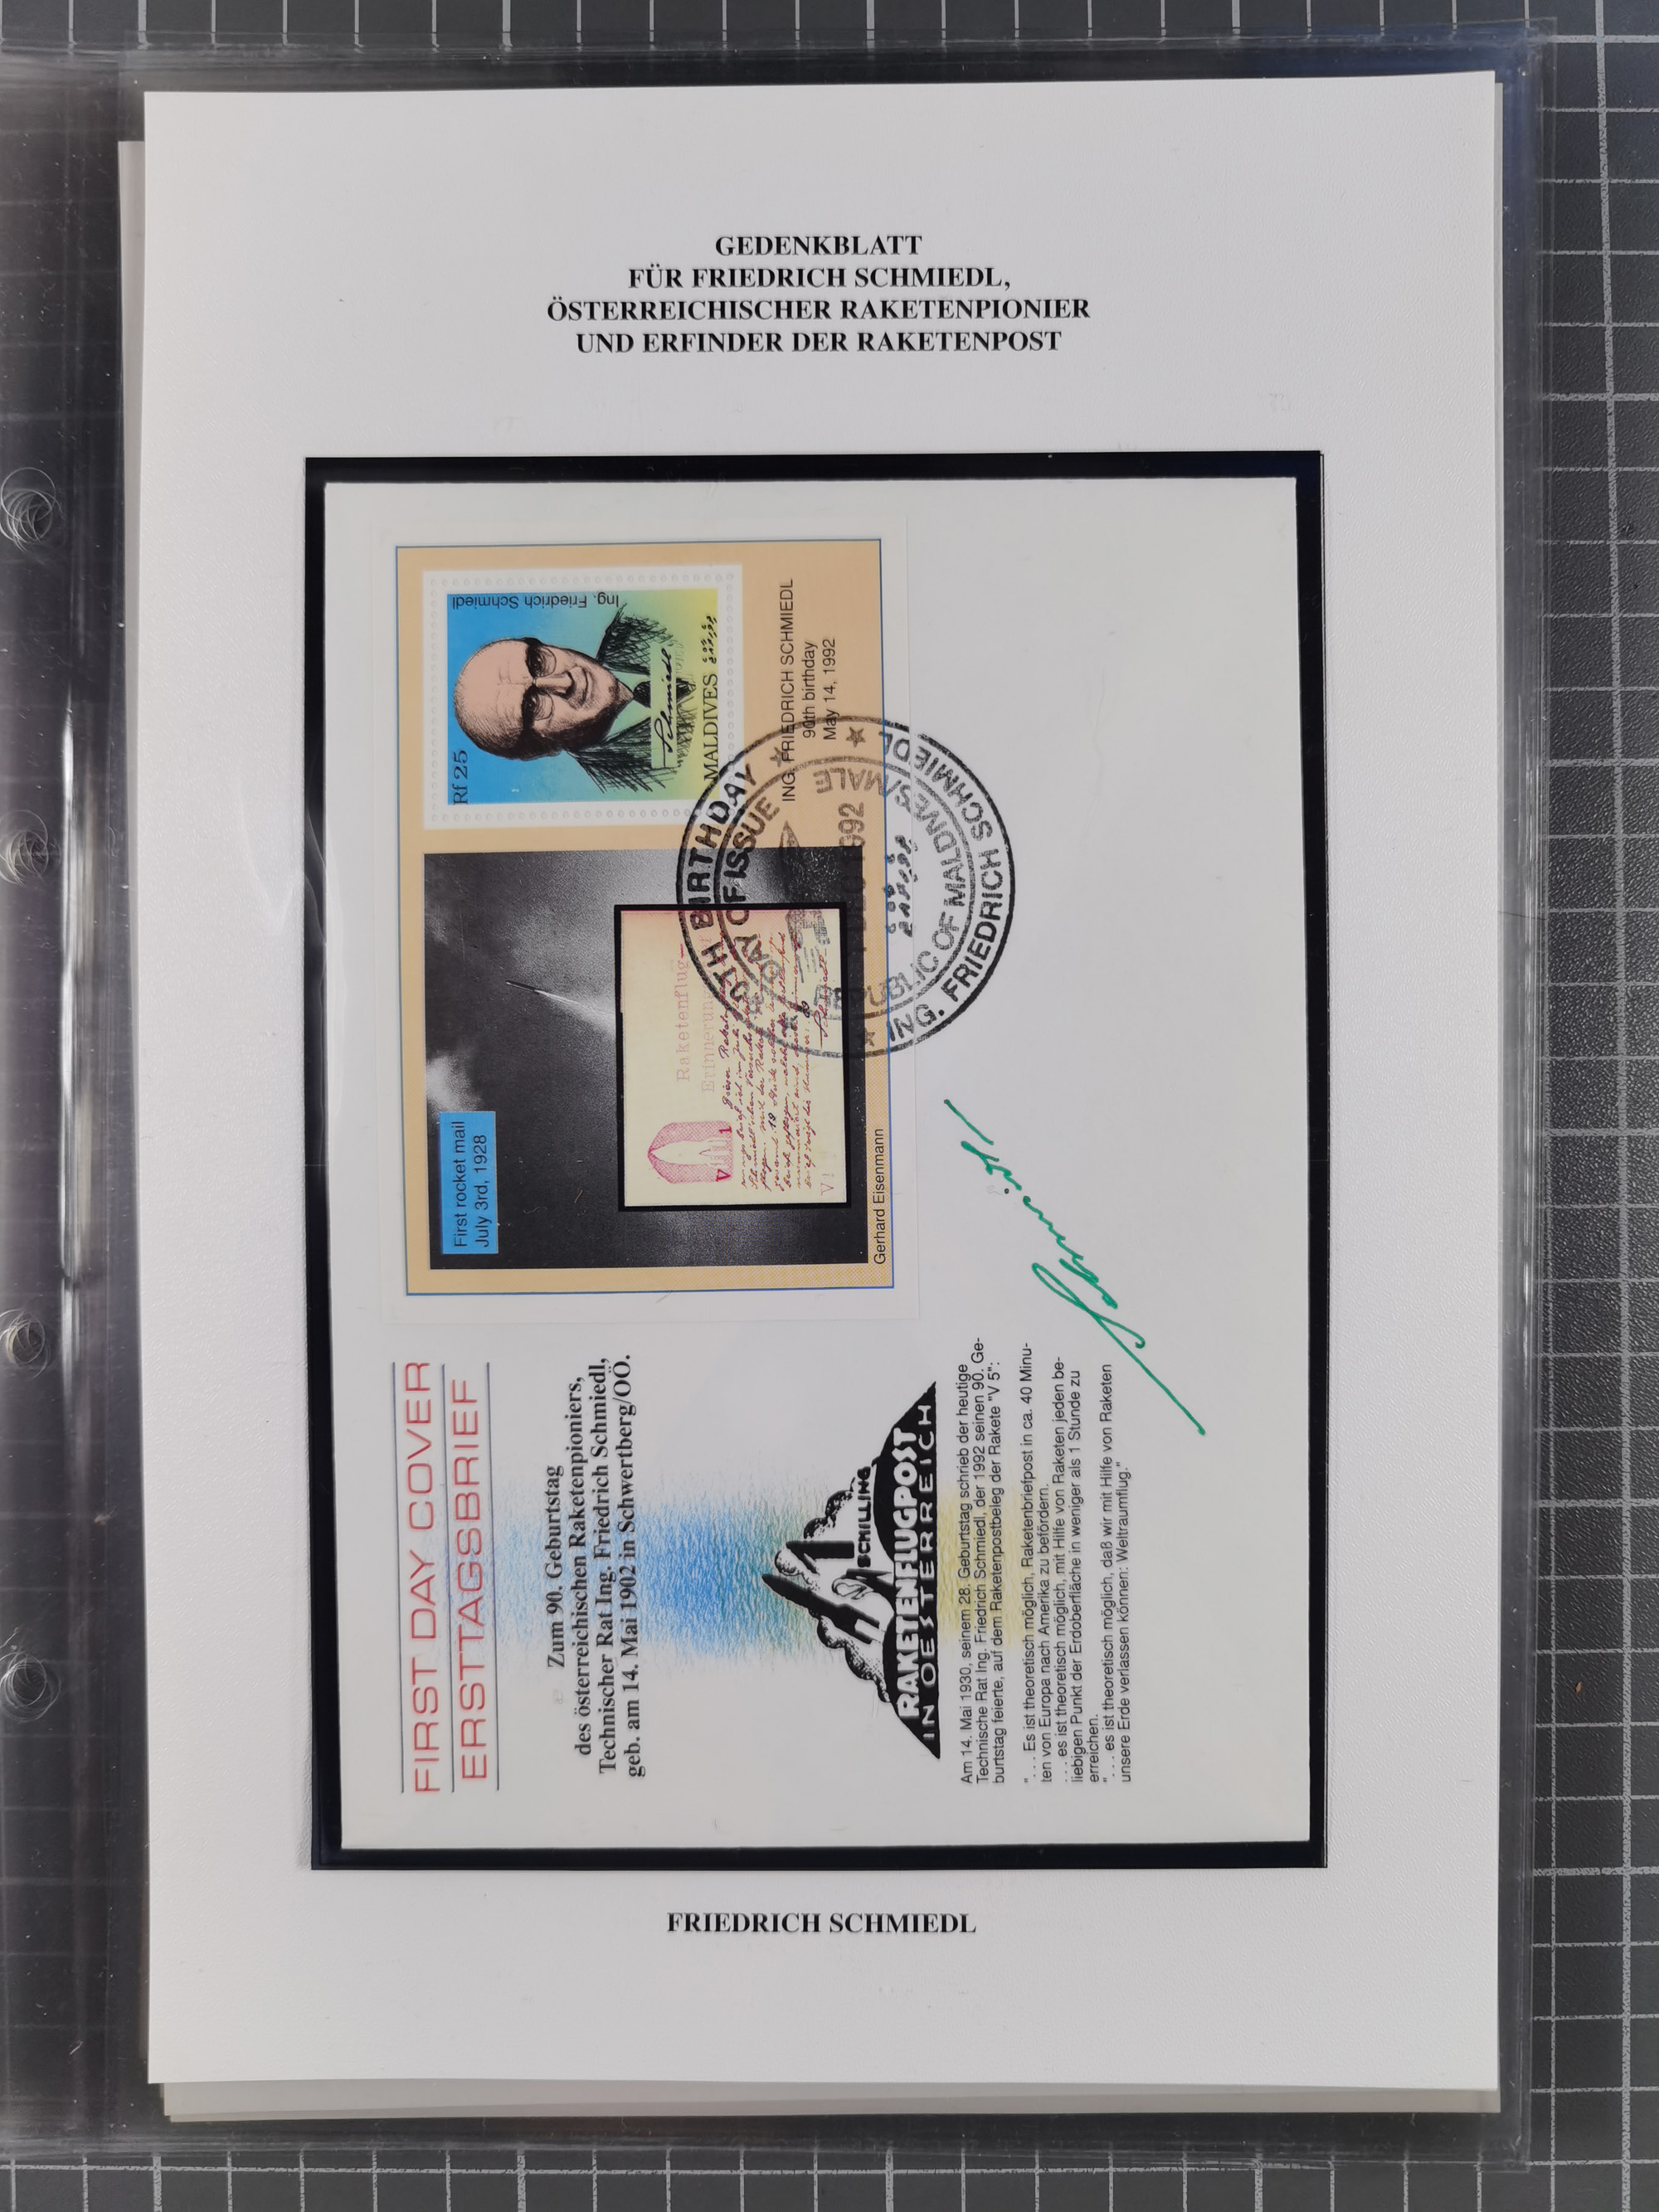 GEDENKBLATT
FÜR FRIEDRICH SCHMIEDL,
ÖSTERREICHISCHER RAKETENPIONIER
UND ERFINDER DER RAKETENPOST
FIRST DAY COVER
ERSTTAGSBRIEF
Zum 90. Geburtstag
des österreichischen Raketenpioniers,
Technischer Rat Ing. Friedrich Schmiedl,
geb. am 14. Mai 1902 in Schwertberg/OÖ.
1
SCHILLING
RAKETENFLUGPOST
IN OESTERREICH
Am 14. Mai 1930, seinem 28. Geburtstag schrieb der heutige
Technische Rat Ing. Friedrich Schmiedl, der 1992 seinen 90. Ge-
burtstag feierte, auf dem Raketenpostbeleg der Rakete "V 5":
". . . Es ist theoretisch möglich, Raketenbriefpost in ca. 40 Minu-
ten von Europa nach Amerika zu befördern.
. . . es ist theoretisch möglich, mit Hilfe von Raketen jeden be-
liebigen Punkt der Erdoberfläche in weniger als 1 Stunde zu
erreichen.
". . . es ist theoretisch möglich, daß wir mit Hilfe von Raketen
unsere Erde verlassen können: Weltraumflug."
First rocket mail
July 3rd, 1928
Raketenflug-
V 1
V1
Gerhard Eisenmann
Rf 25
Ing. Friedrich Schmiedl
Schmiedl
MALDIVES
ING. FRIEDRICH SCHMIEDL
90th birthday
May 14, 1992
BIRTHDAY
DAY OF ISSUE
1992
MALE
REPUBLIC OF MALDIVES/MALE
ING. FRIEDRICH SCHMIEDL
Schmiedl
FRIEDRICH SCHMIEDL